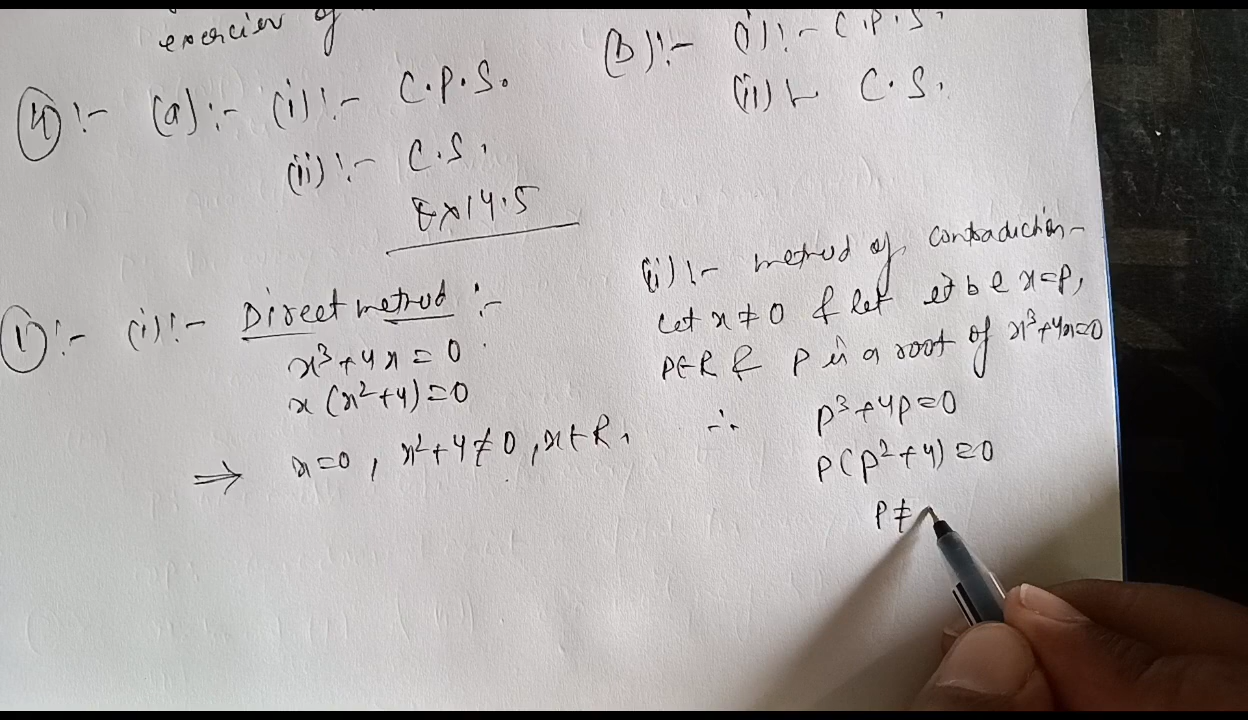 exercise of
(4):- (a):- (i):- C.P.S.
(ii):- C.S.
(b):- (i):- C.P.S.
(ii) :- C.S.
Ex 14.5
(1):- (i):- Direct method :-
x³+4x=0
x(x²+4)=0
⇒ x=0, x²+4≠0, x∈R,
(ii):- method of contradiction-
Let x≠0 & let it be x=p,
p∈R & p is a root of x³+4x=0
∴ p³+4p=0
p(p²+4)=0
p≠